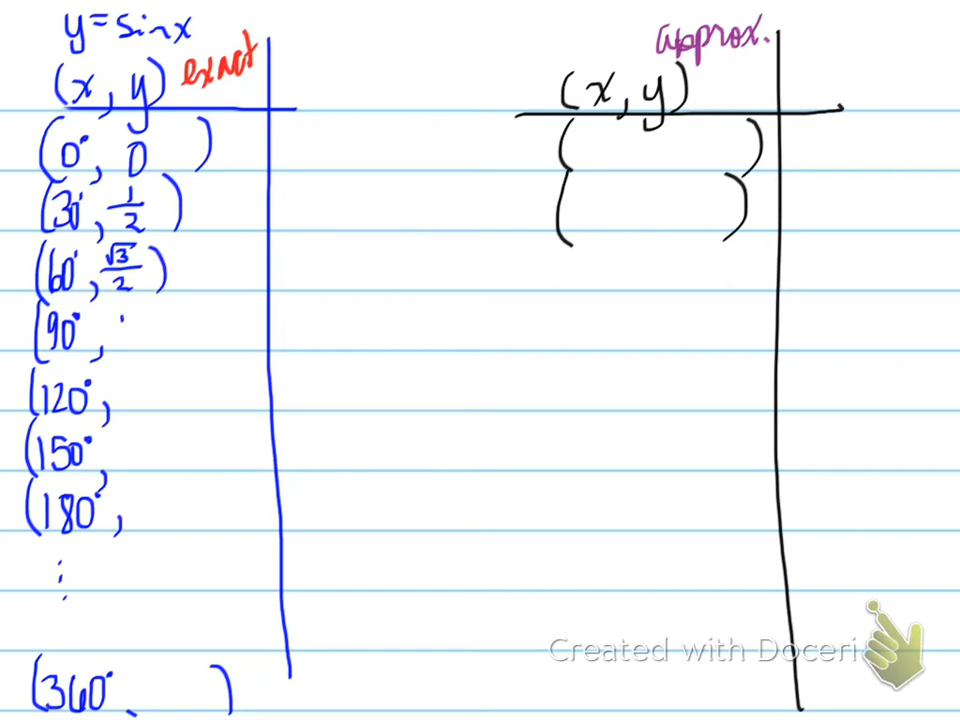 y=sinx
(x, y) exact
(0°, 0)
(30°, 1/2)
(60°, √3/2)
(90°,
(120°,
(150°,
(180°,
⋮
(360°, )
approx.
(x, y)
( )
( )
Created with Doceri